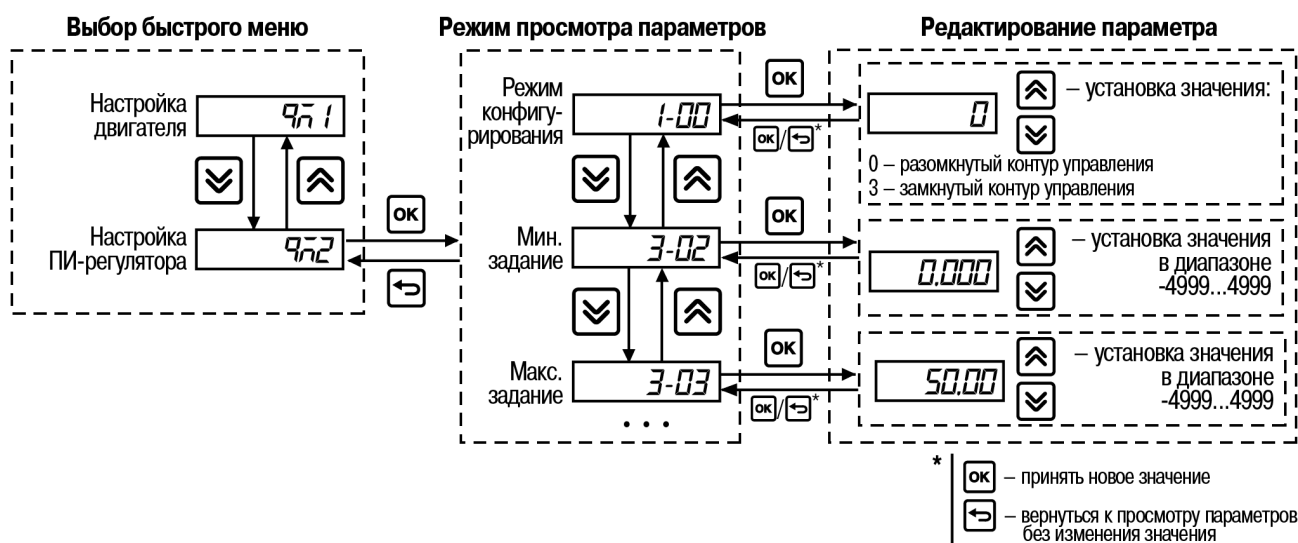 Выбор быстрого меню
Режим просмотра параметров
Редактирование параметра
Настройка
двигателя
qn1
Настройка
ПИ-регулятора
qn2
OK
Режим
конфигу-
рирования
1-00
Мин.
задание
3-02
Макс.
задание
3-03
. . .
OK
OK/ *
OK
OK/ *
OK
OK/ *
0
– установка значения:
0 – разомкнутый контур управления
3 – замкнутый контур управления
0.000
– установка значения
в диапазоне
-4999...4999
50.00
– установка значения
в диапазоне
-4999...4999
*
OK – принять новое значение
– вернуться к просмотру параметров
без изменения значения